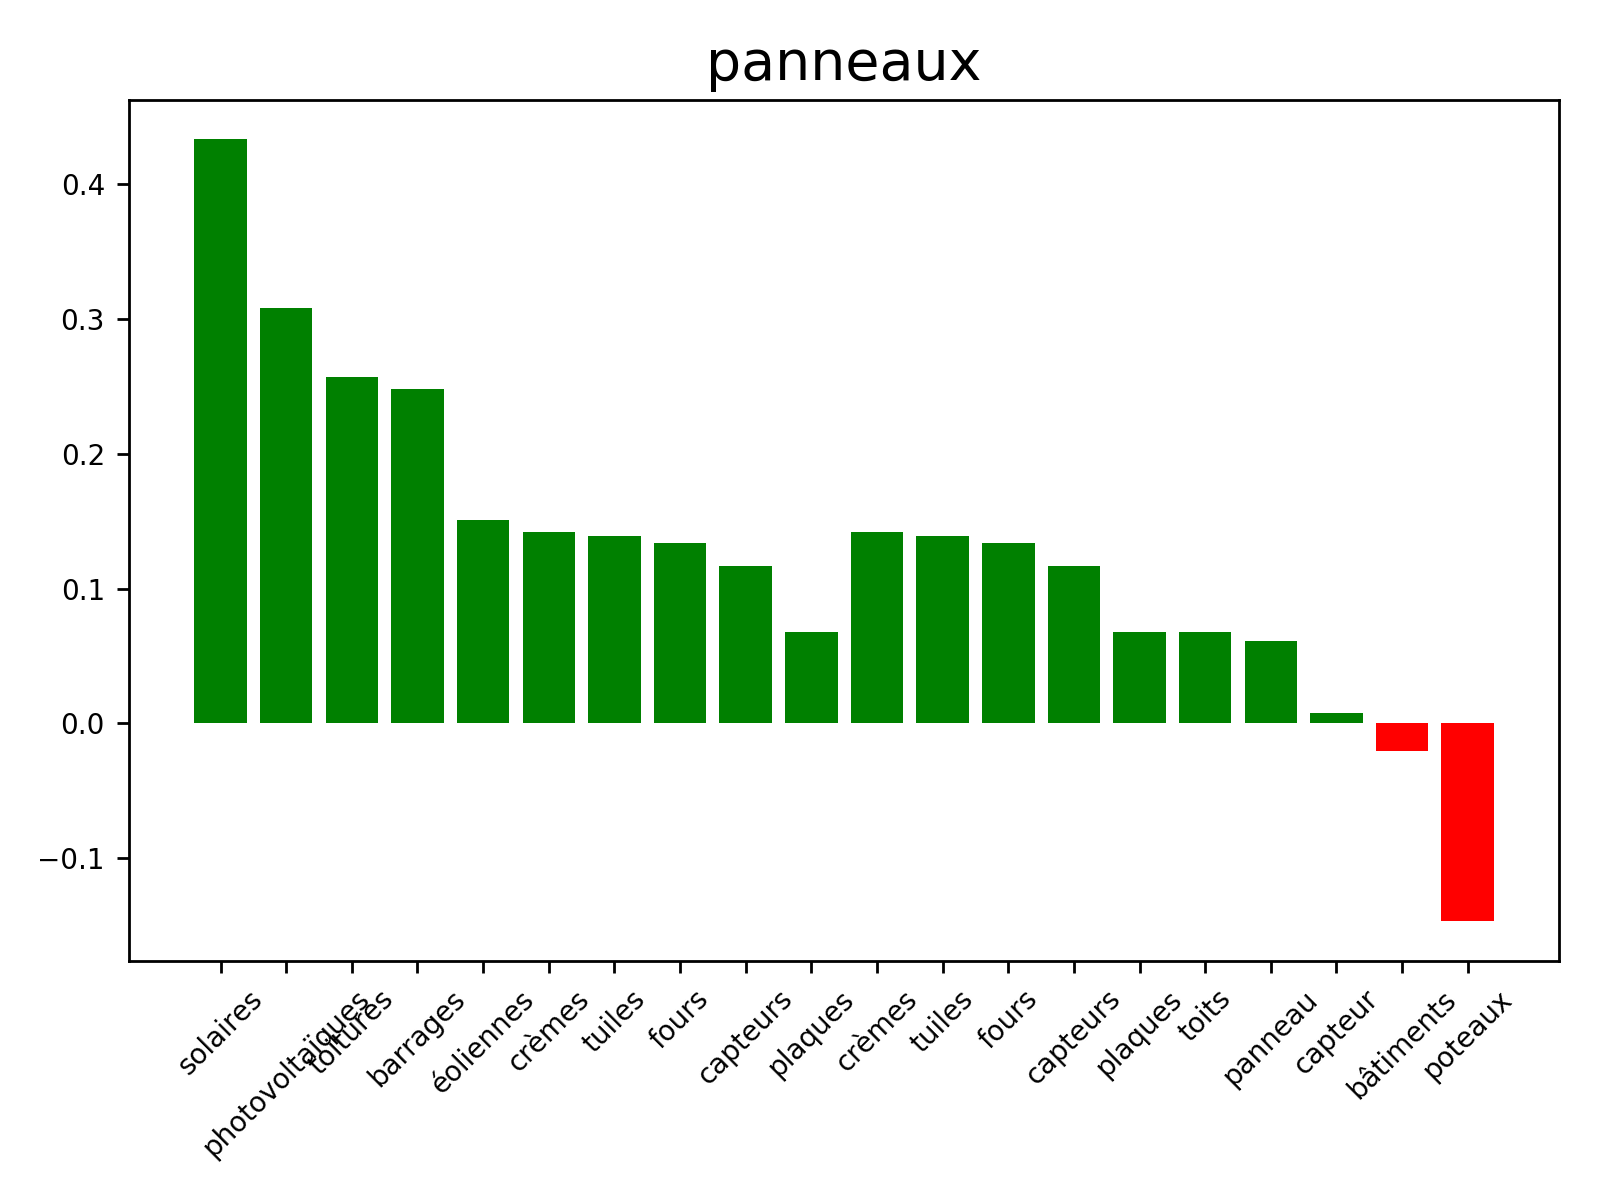 panneaux
0.4
0.3
0.2
0.1
0.0
−0.1
solaires
photovoltaïques
toitures
barrages
éoliennes
crèmes
tuiles
fours
capteurs
plaques
crèmes
tuiles
fours
capteurs
plaques
toits
panneau
capteur
bâtiments
poteaux